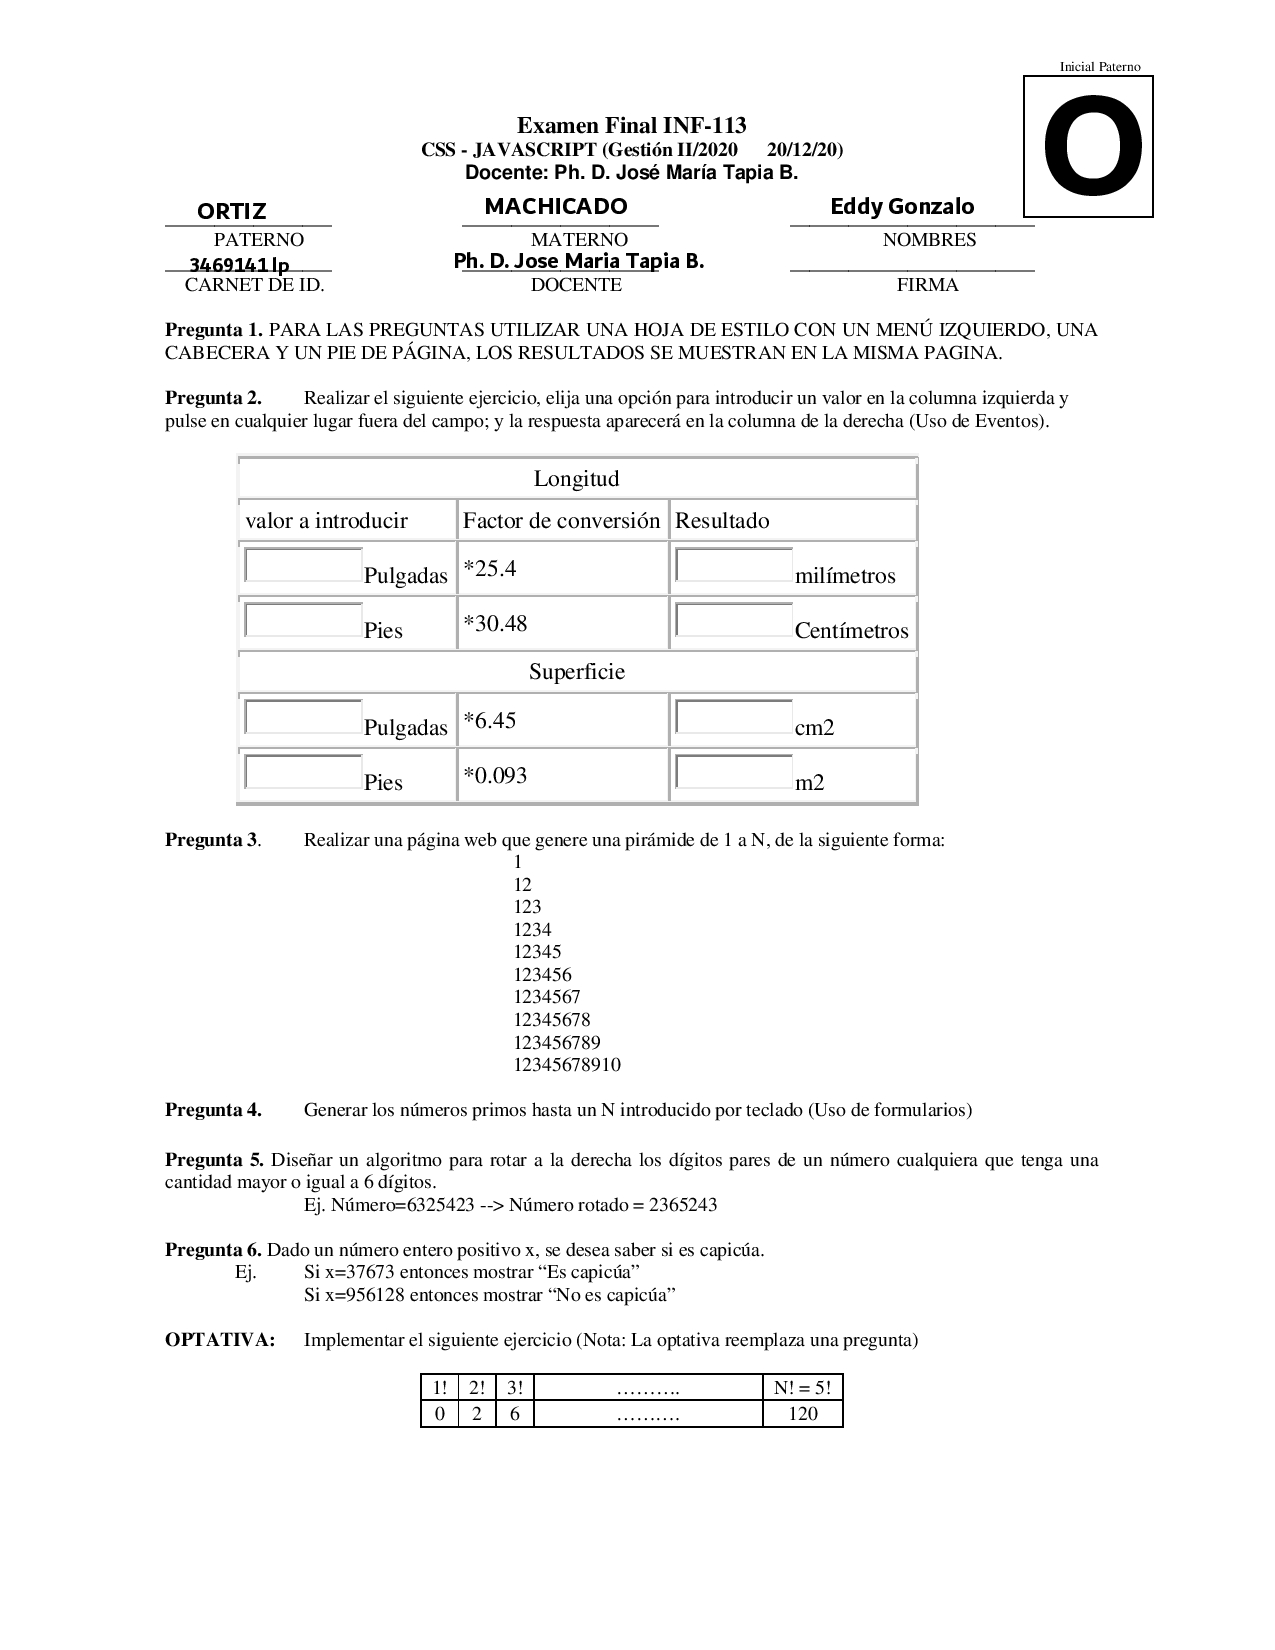 Inicial Paterno
O
Examen Final INF-113
CSS - JAVASCRIPT (Gestión II/2020 20/12/20)
Docente: Ph. D. José María Tapia B.
ORTIZ MACHICADO Eddy Gonzalo
PATERNO MATERNO NOMBRES
3469141 lp Ph. D. Jose Maria Tapia B.
CARNET DE ID. DOCENTE FIRMA
Pregunta 1. PARA LAS PREGUNTAS UTILIZAR UNA HOJA DE ESTILO CON UN MENÚ IZQUIERDO, UNA
CABECERA Y UN PIE DE PÁGINA, LOS RESULTADOS SE MUESTRAN EN LA MISMA PAGINA.
Pregunta 2. Realizar el siguiente ejercicio, elija una opción para introducir un valor en la columna izquierda y
pulse en cualquier lugar fuera del campo; y la respuesta aparecerá en la columna de la derecha (Uso de Eventos).
Longitud
valor a introducir Factor de conversión Resultado
Pulgadas *25.4 milímetros
Pies *30.48 Centímetros
Superficie
Pulgadas *6.45 cm2
Pies *0.093 m2
Pregunta 3. Realizar una página web que genere una pirámide de 1 a N, de la siguiente forma:
1
12
123
1234
12345
123456
1234567
12345678
123456789
12345678910
Pregunta 4. Generar los números primos hasta un N introducido por teclado (Uso de formularios)
Pregunta 5. Diseñar un algoritmo para rotar a la derecha los dígitos pares de un número cualquiera que tenga una
cantidad mayor o igual a 6 dígitos.
Ej. Número=6325423 --> Número rotado = 2365243
Pregunta 6. Dado un número entero positivo x, se desea saber si es capicúa.
Ej. Si x=37673 entonces mostrar “Es capicúa”
Si x=956128 entonces mostrar “No es capicúa”
OPTATIVA: Implementar el siguiente ejercicio (Nota: La optativa reemplaza una pregunta)
1! 2! 3! ………. N! = 5!
0 2 6 ………. 120